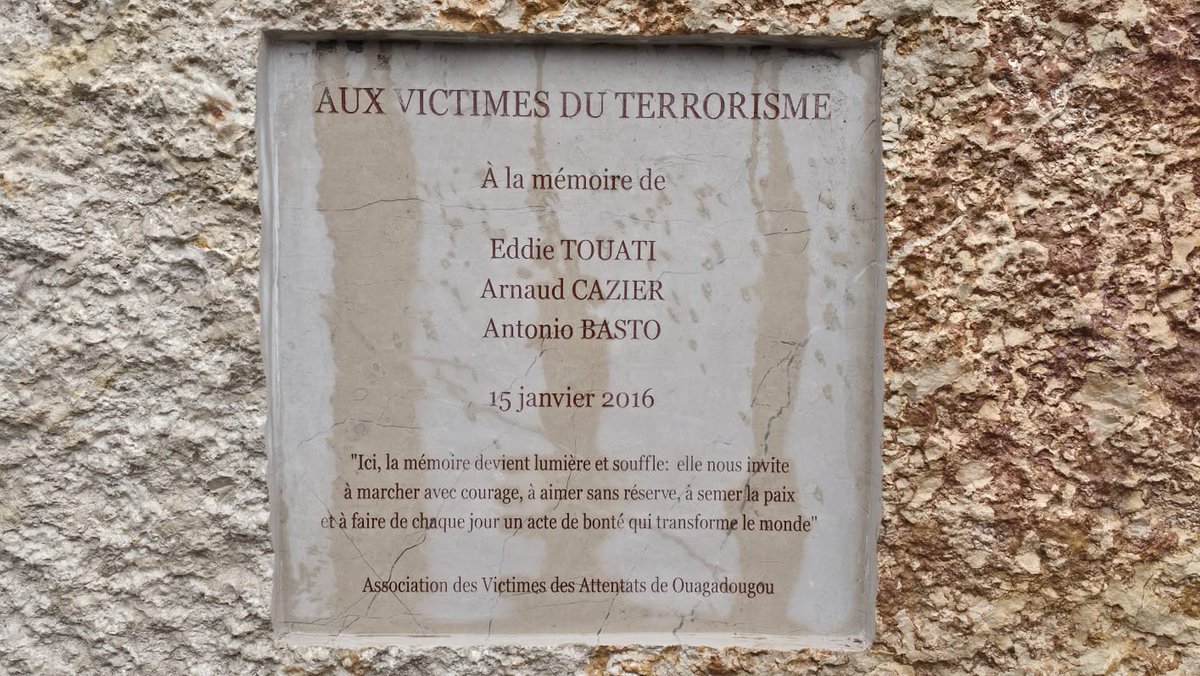 AUX VICTIMES DU TERRORISME
À la mémoire de
Eddie TOUATI
Arnaud CAZIER
Antonio BASTO
15 janvier 2016
"Ici, la mémoire devient lumière et souffle: elle nous invite
à marcher avec courage, à aimer sans réserve, à semer la paix
et à faire de chaque jour un acte de bonté qui transforme le monde"
Association des Victimes des Attentats de Ouagadougou